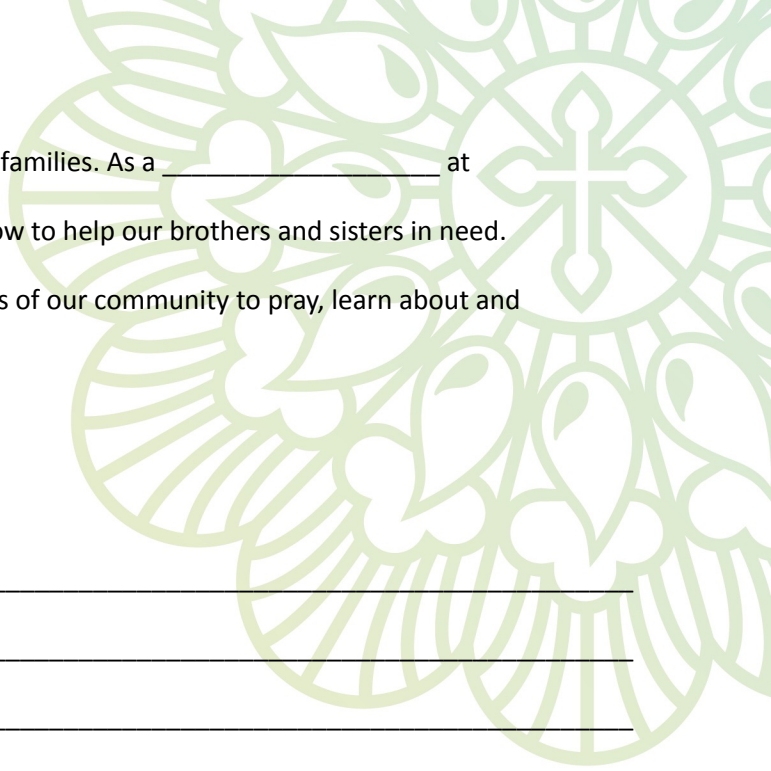 families. As a ____________________ at
ow to help our brothers and sisters in need.
s of our community to pray, learn about and